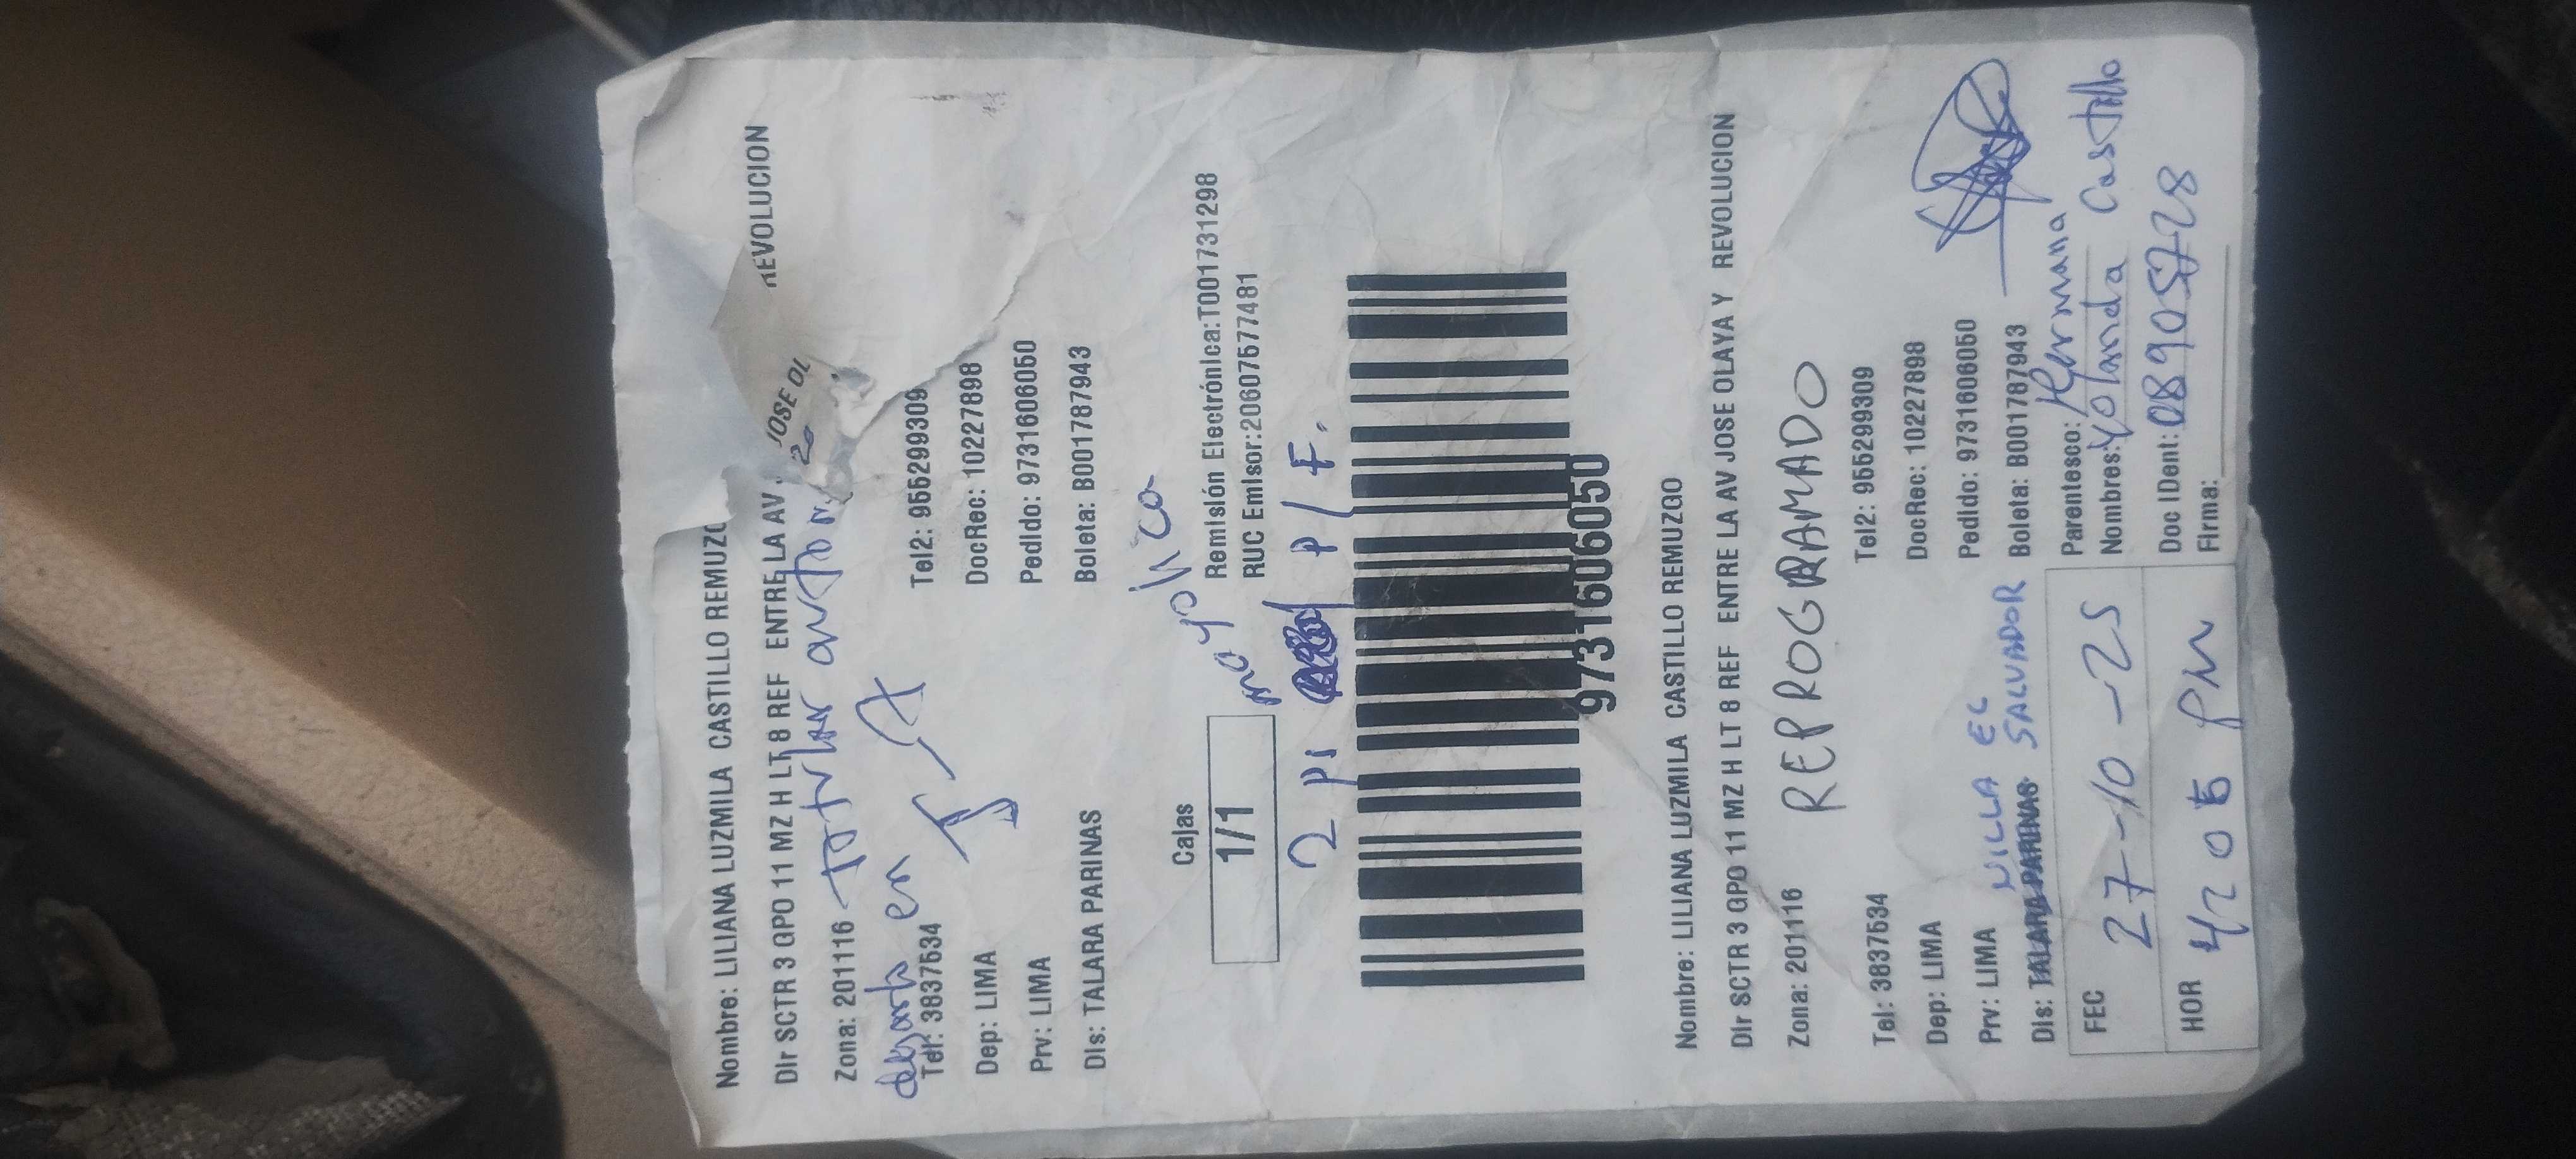 Nombre: LILIANA LUZMILA CASTILLO REMUZG
Dir SCTR 3 GPO 11 MZ H LT 8 REF ENTRE LA AV JOSE OL REVOLUCION
Zona: 201116
en
Tel: 3837534 Tel2: 955299309
Dep: LIMA DocRec: 10227898
Prv: LIMA Pedido: 9731606050
Dis: TALARA PARINAS Boleta: B001787943
Cajas
1/1
Remisión Electrónica:T001731298
RUC Emisor:20607577481
2 P/F.
9731606050
Nombre: LILIANA LUZMILA CASTILLO REMUZGO
Dir SCTR 3 GPO 11 MZ H LT 8 REF ENTRE LA AV JOSE OLAYA Y REVOLUCION
Zona: 201116 REPROGRAMADO
Tel: 3837534 Tel2: 955299309
Dep: LIMA DocRec: 10227898
Prv: LIMA Pedido: 9731606050
VILLA EL SALVADOR
Dis: TALARA PARINAS Boleta: B001787943
FEC 27-10-25
HOR PM
Parentesco: Hermana
Nombres: Yolanda Castillo
Doc IDent: 08905728
Firma: